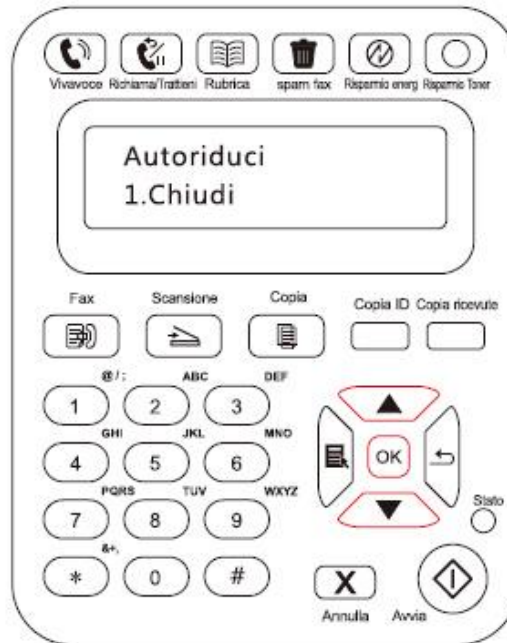 Vivavoce Richiama/Trattieni Rubrica spam fax Risparmio energ Risparmio Toner
Autoriduci
1.Chiudi
Fax Scansione Copia Copia ID Copia ricevute
@/: ABC DEF
1 2 3
GHI JKL MNO
4 5 6 OK
PQRS TUV WXYZ
7 8 9 Stato
&+,
* 0 # X
Annulla Avvia